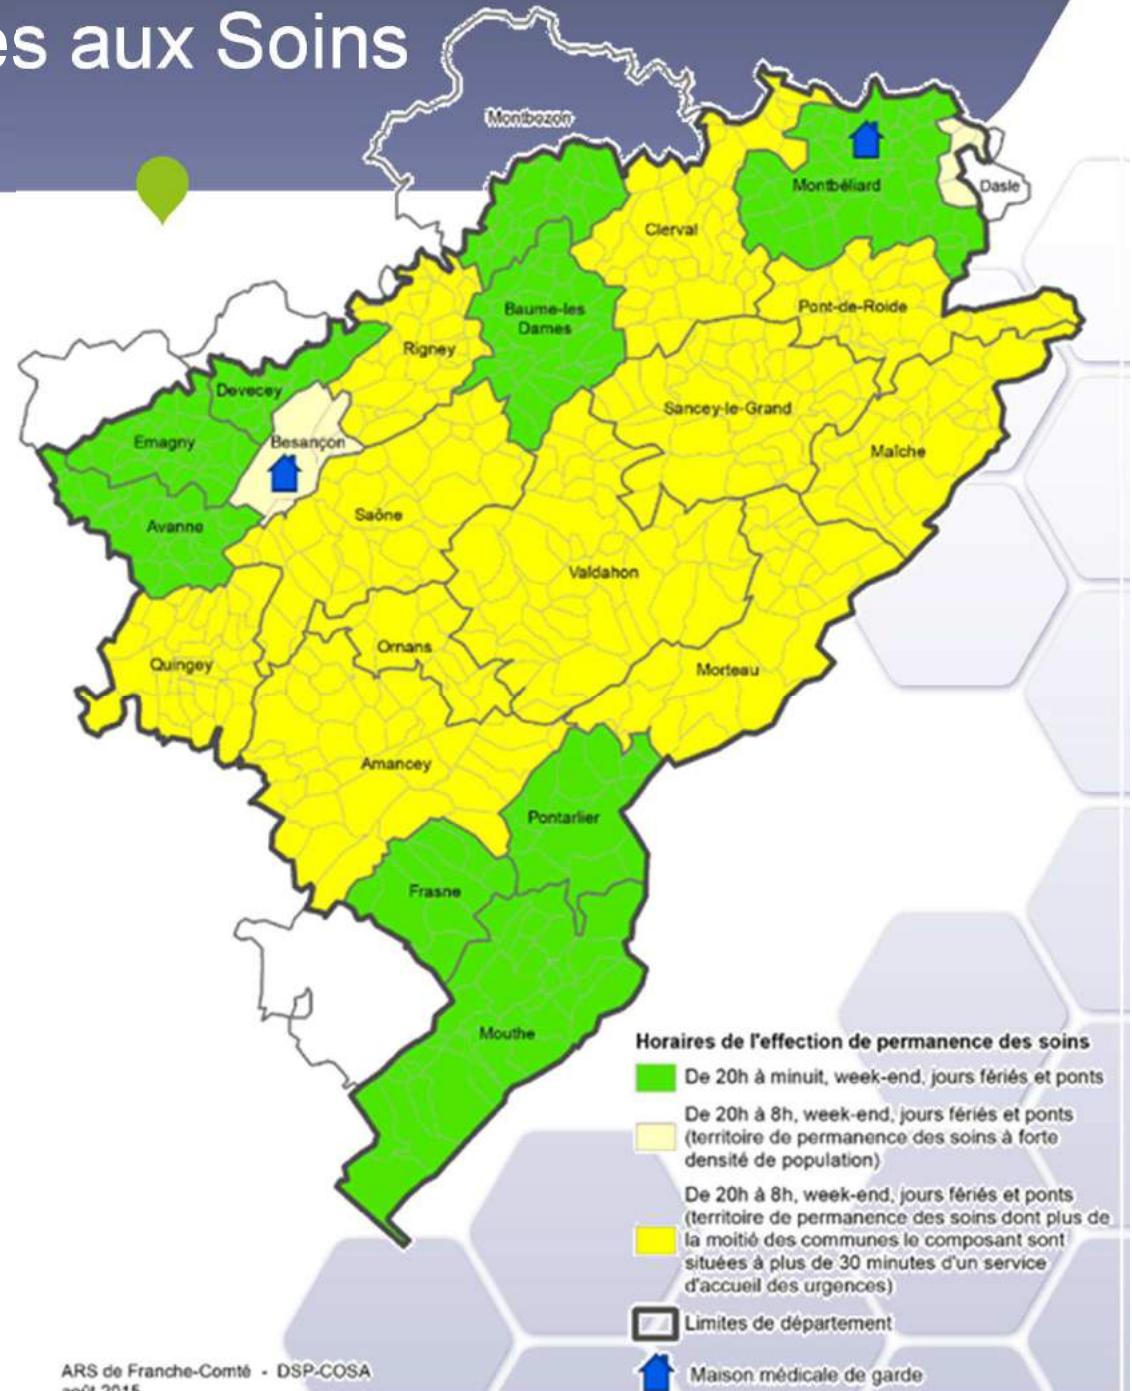 es aux Soins
Montbozon
Montbéliard
Dasle
Clerval
Baume-les
Dames
Pont-de-Roide
Rigney
Devecey
Sancey-le-Grand
Emagny
Besançon
Maîche
Avanne
Saône
Valdahon
Ornans
Quingey
Morteau
Amancey
Pontarlier
Frasne
Mouthe
Horaires de l'effection de permanence des soins
De 20h à minuit, week-end, jours fériés et ponts
De 20h à 8h, week-end, jours fériés et ponts
(territoire de permanence des soins à forte
densité de population)
De 20h à 8h, week-end, jours fériés et ponts
(territoire de permanence des soins dont plus de
la moitié des communes le composant sont
situées à plus de 30 minutes d'un service
d'accueil des urgences)
Limites de département
Maison médicale de garde
ARS de Franche-Comté - DSP-COSA
août 2015